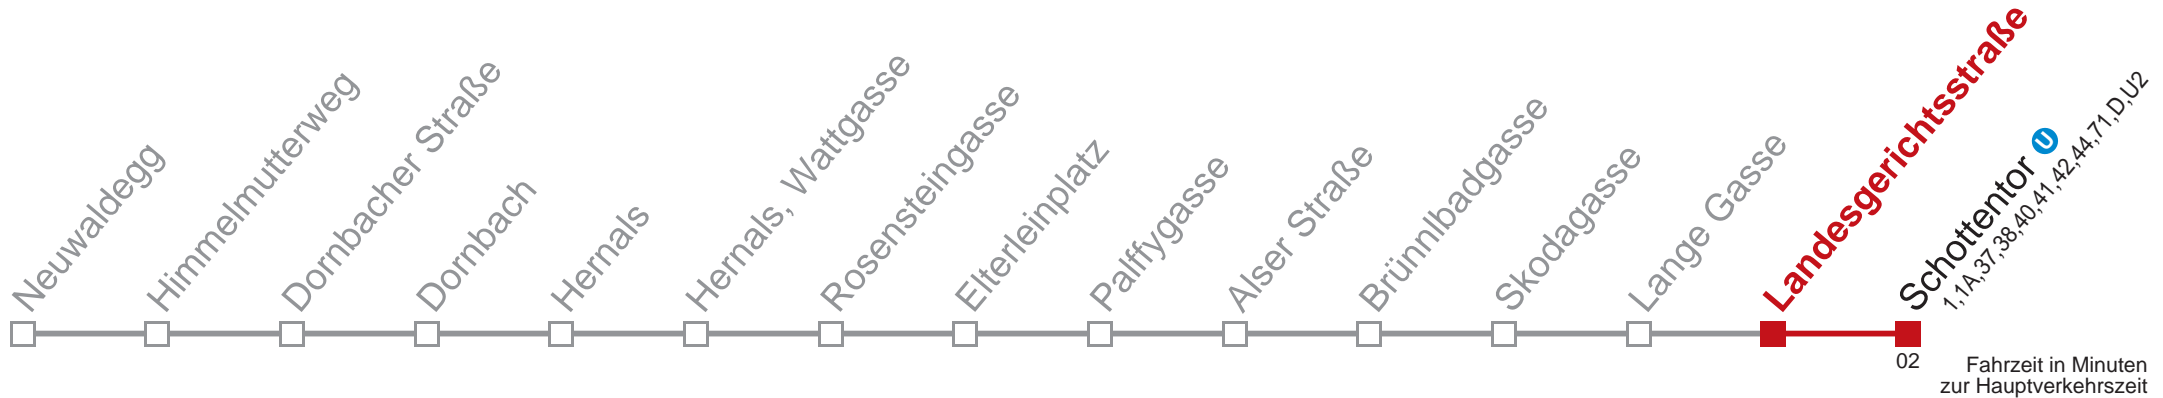 Neuwaldegg
Himmelmutterweg
Dornbacher Straße
Dornbach
Hernals
Hernals, Wattgasse
Rosensteingasse
Elterleinplatz
Palffygasse
Alser Straße
Brünnlbadgasse
Skodagasse
Lange Gasse
Landesgerichtsstraße
Schottentor U
1,1A,37,38,40,41,42,44,71,D,U2
02
Fahrzeit in Minuten
zur Hauptverkehrszeit